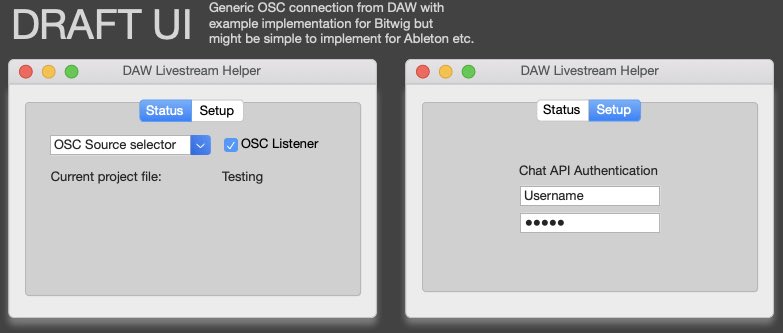 DRAFT UI
Generic OSC connection from DAW with
example implementation for Bitwig but
might be simple to implement for Ableton etc.
DAW Livestream Helper
Status Setup
OSC Source selector
OSC Listener
Current project file: Testing
DAW Livestream Helper
Status Setup
Chat API Authentication
Username
●●●●●